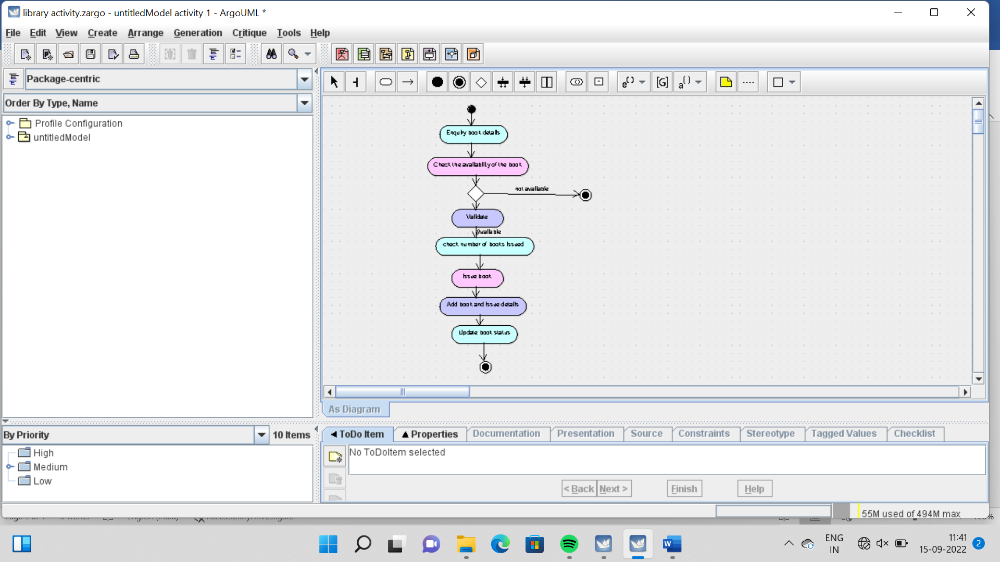 library activity.zargo - untitledModel activity 1 - ArgoUML *
File Edit View Create Arrange Generation Critique Tools Help
Package-centric
Order By Type, Name
Profile Configuration
untitledModel
e [G] a
Enquiry book details
Check the availability of the book
not available
Validate
Available
check number of books issued
Issue book
Add book and issue details
Update book status
As Diagram
By Priority
10 Items
High
Medium
Low
ToDo Item Properties Documentation Presentation Source Constraints Stereotype Tagged Values Checklist
No ToDoItem selected
< Back Next > Finish Help
55M used of 494M max
ENG
IN
11:41
15-09-2022
2